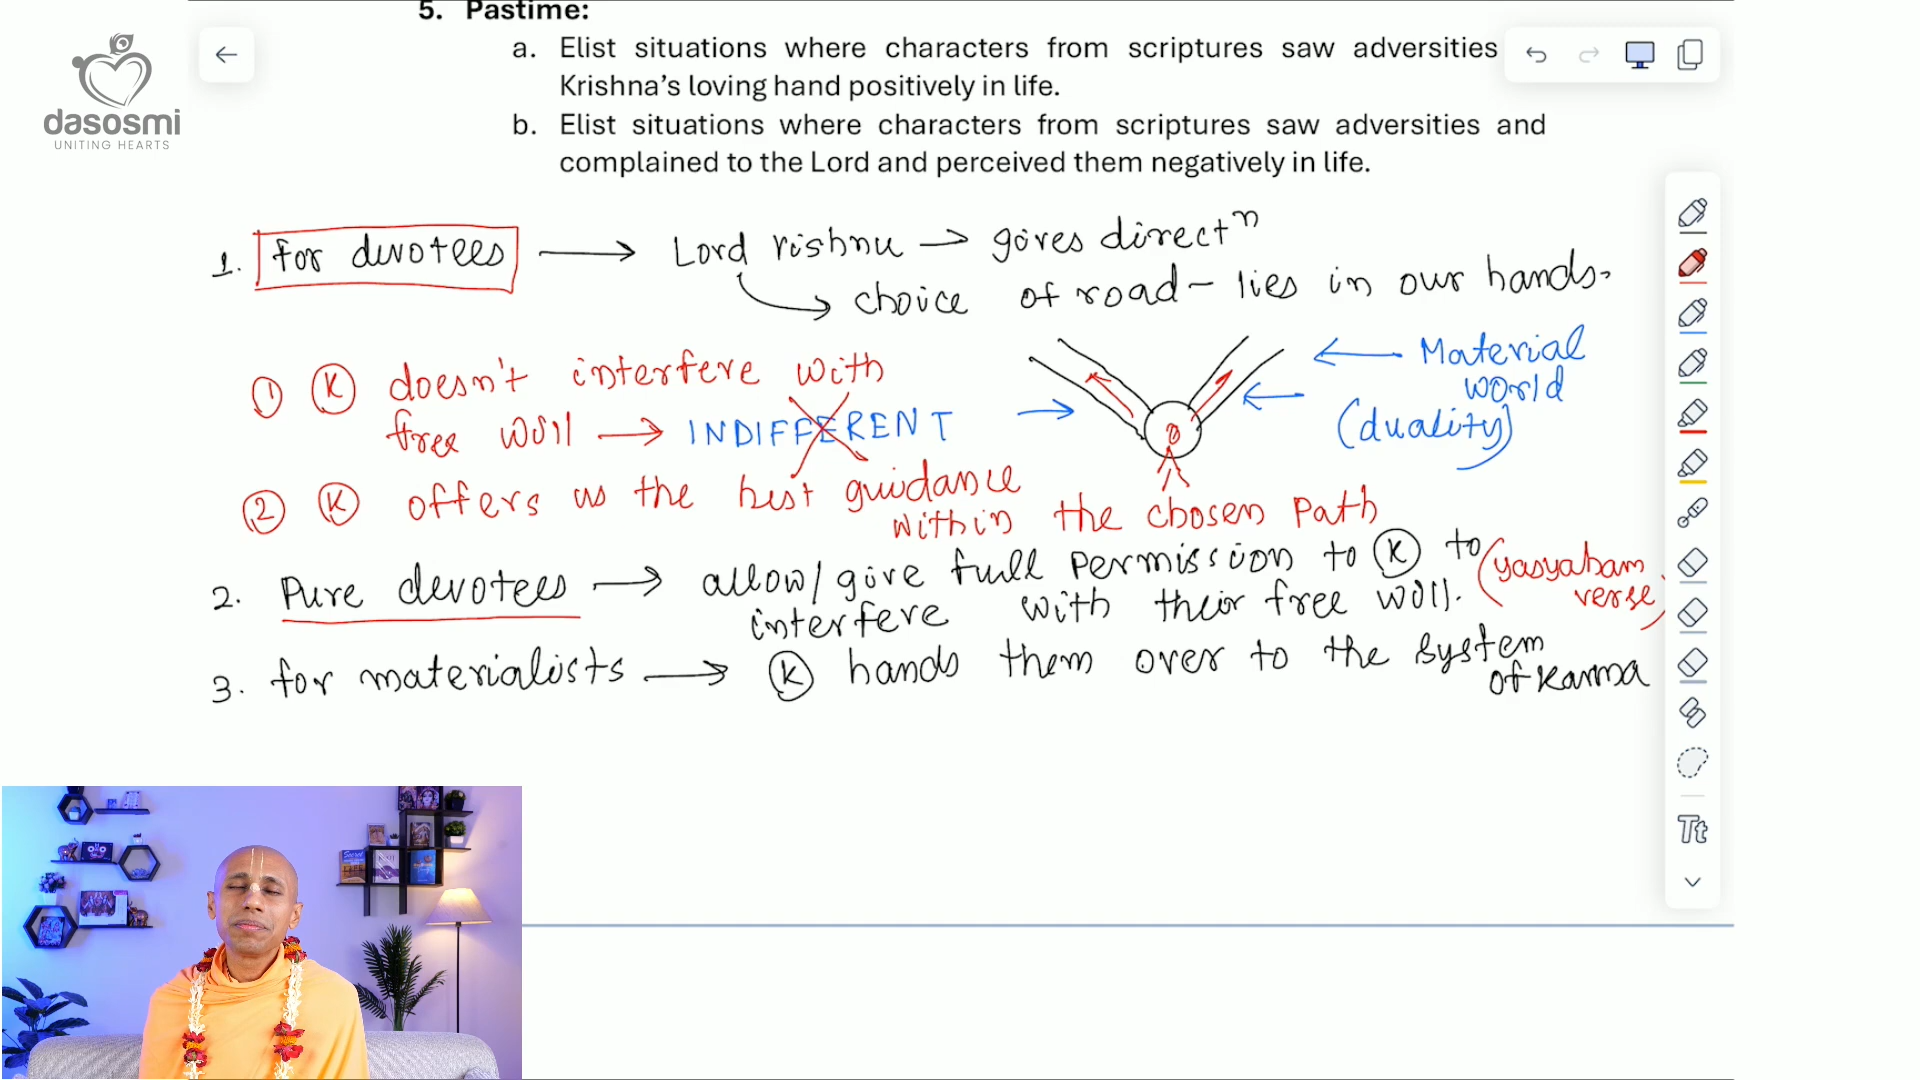 5. Pastime:
a. Elist situations where characters from scriptures saw adversities
Krishna's loving hand positively in life.
b. Elist situations where characters from scriptures saw adversities and
complained to the Lord and perceived them negatively in life.
dasosmi
UNITING HEARTS
1. for devotees → Lord vishnu → gives directn
↳ choice of road - lies in our hands.
① Ⓚ doesn't interfere with
free will → INDIFFERENT
← Material
world
(duality)
② Ⓚ offers us the best guidance
within the chosen Path
2. Pure devotees → allow/give full Permission to Ⓚ to
interfere with their free will.
(yasyaham
verse)
3. for materialists → Ⓚ hands them over to the system
of karma
Tt